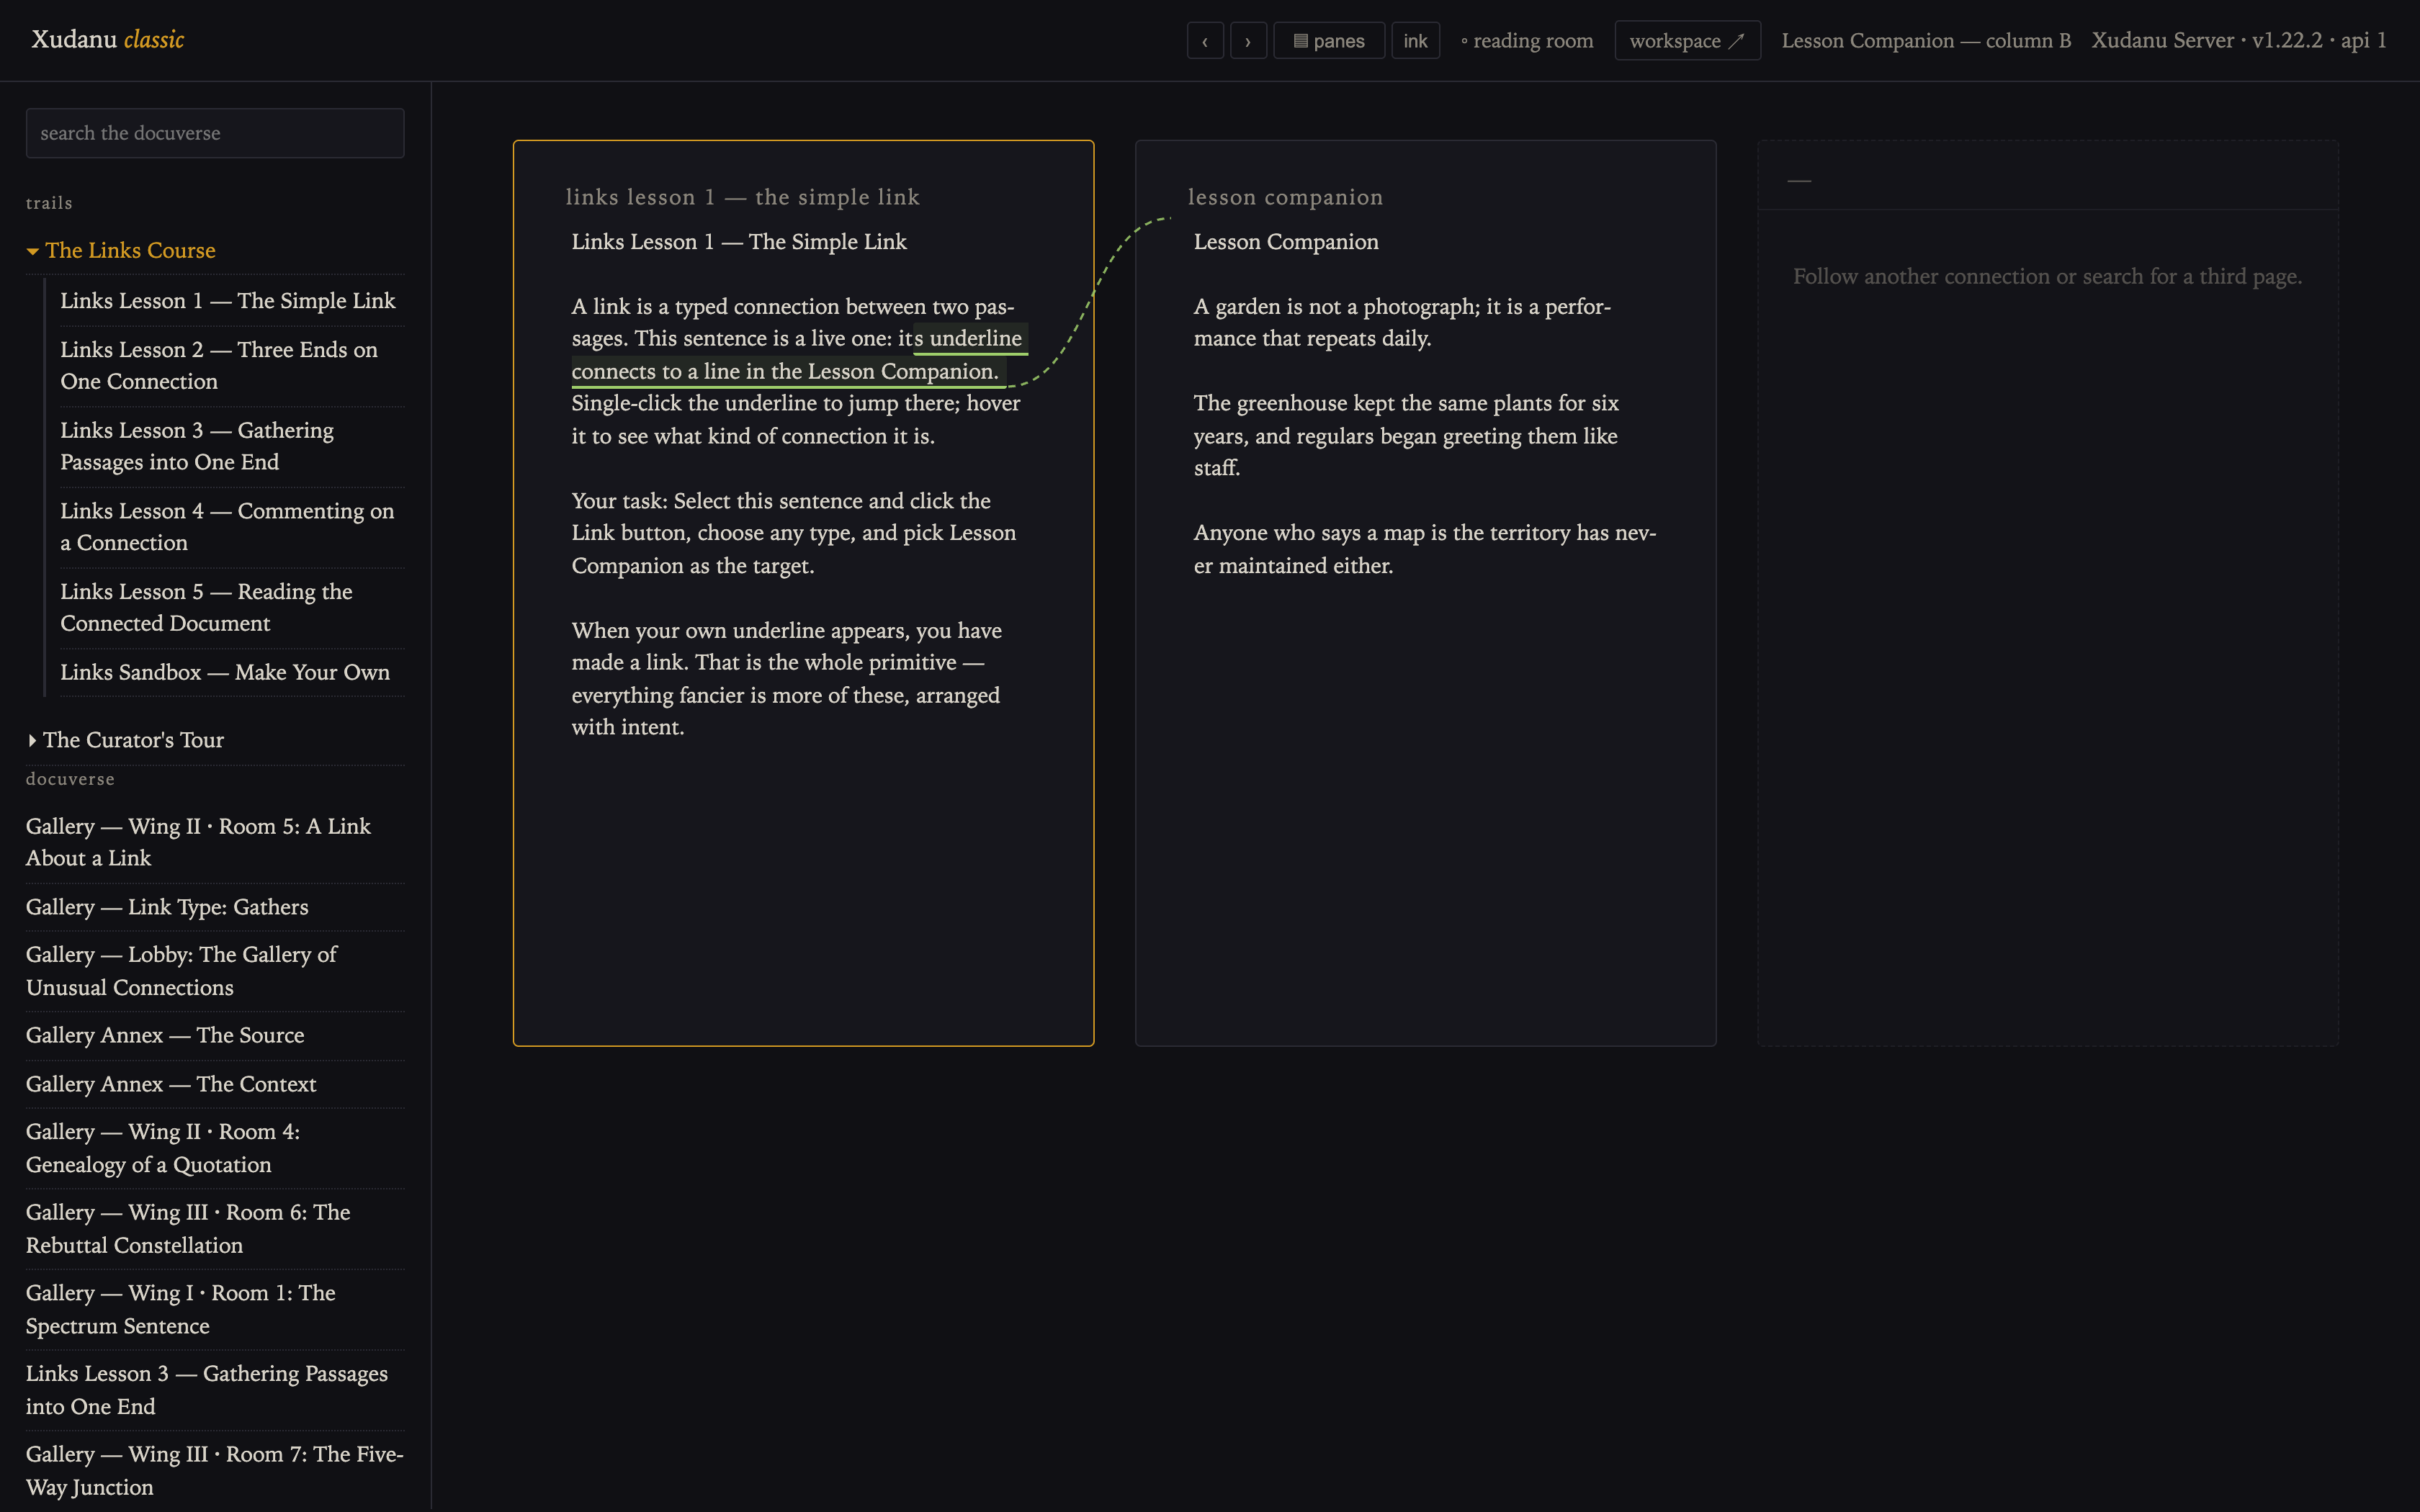 Xudanu classic
‹ › panes ink ∘ reading room workspace ↗ Lesson Companion — column B Xudanu Server · v1.22.2 · api 1
search the docuverse
trails
The Links Course
Links Lesson 1 — The Simple Link
Links Lesson 2 — Three Ends on
One Connection
Links Lesson 3 — Gathering
Passages into One End
Links Lesson 4 — Commenting on
a Connection
Links Lesson 5 — Reading the
Connected Document
Links Sandbox — Make Your Own
The Curator's Tour
docuverse
Gallery — Wing II · Room 5: A Link
About a Link
Gallery — Link Type: Gathers
Gallery — Lobby: The Gallery of
Unusual Connections
Gallery Annex — The Source
Gallery Annex — The Context
Gallery — Wing II · Room 4:
Genealogy of a Quotation
Gallery — Wing III · Room 6: The
Rebuttal Constellation
Gallery — Wing I · Room 1: The
Spectrum Sentence
Links Lesson 3 — Gathering Passages
into One End
Gallery — Wing III · Room 7: The Five-
Way Junction
links lesson 1 — the simple link
Links Lesson 1 — The Simple Link
A link is a typed connection between two pas-
sages. This sentence is a live one: its underline
connects to a line in the Lesson Companion.
Single-click the underline to jump there; hover
it to see what kind of connection it is.
Your task: Select this sentence and click the
Link button, choose any type, and pick Lesson
Companion as the target.
When your own underline appears, you have
made a link. That is the whole primitive —
everything fancier is more of these, arranged
with intent.
lesson companion
Lesson Companion
A garden is not a photograph; it is a perfor-
mance that repeats daily.
The greenhouse kept the same plants for six
years, and regulars began greeting them like
staff.
Anyone who says a map is the territory has nev-
er maintained either.
—
Follow another connection or search for a third page.